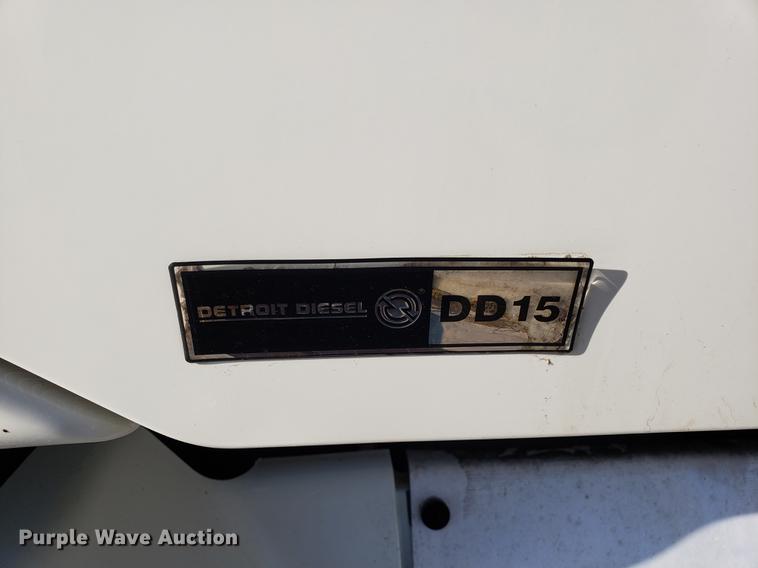 DETROIT DIESEL ® DD15
Purple Wave Auction